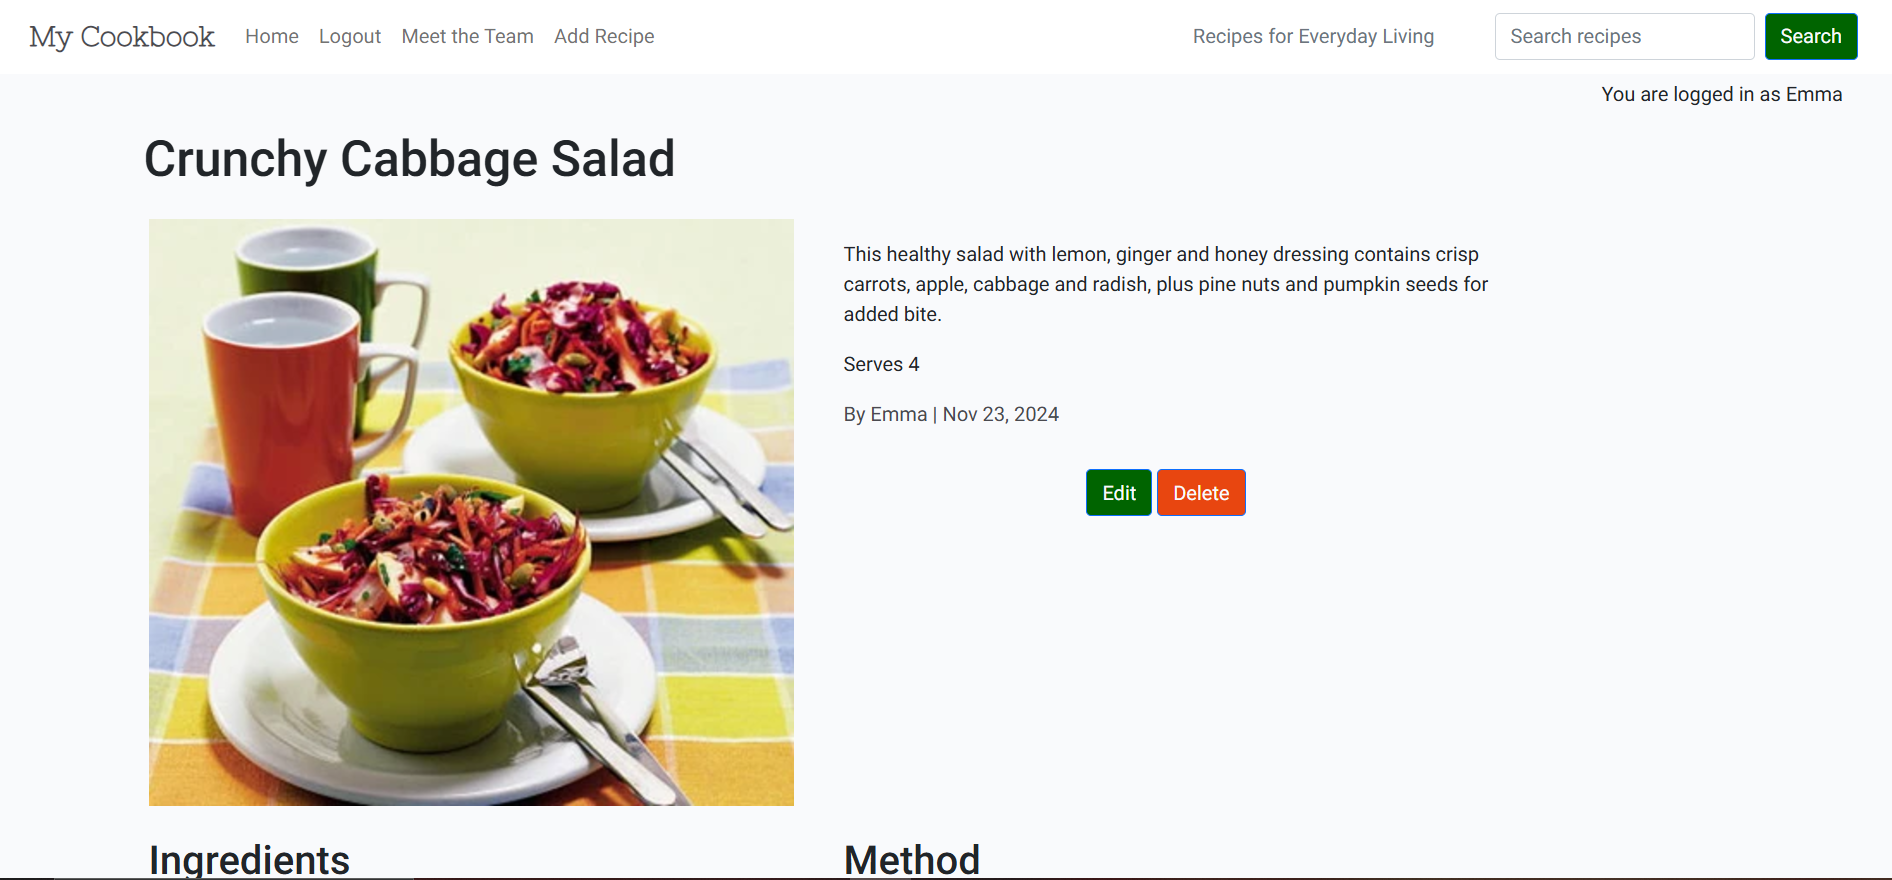 My Cookbook Home Logout Meet the Team Add Recipe Recipes for Everyday Living Search recipes Search
You are logged in as Emma
Crunchy Cabbage Salad
This healthy salad with lemon, ginger and honey dressing contains crisp
carrots, apple, cabbage and radish, plus pine nuts and pumpkin seeds for
added bite.
Serves 4
By Emma | Nov 23, 2024
Edit Delete
Ingredients
Method